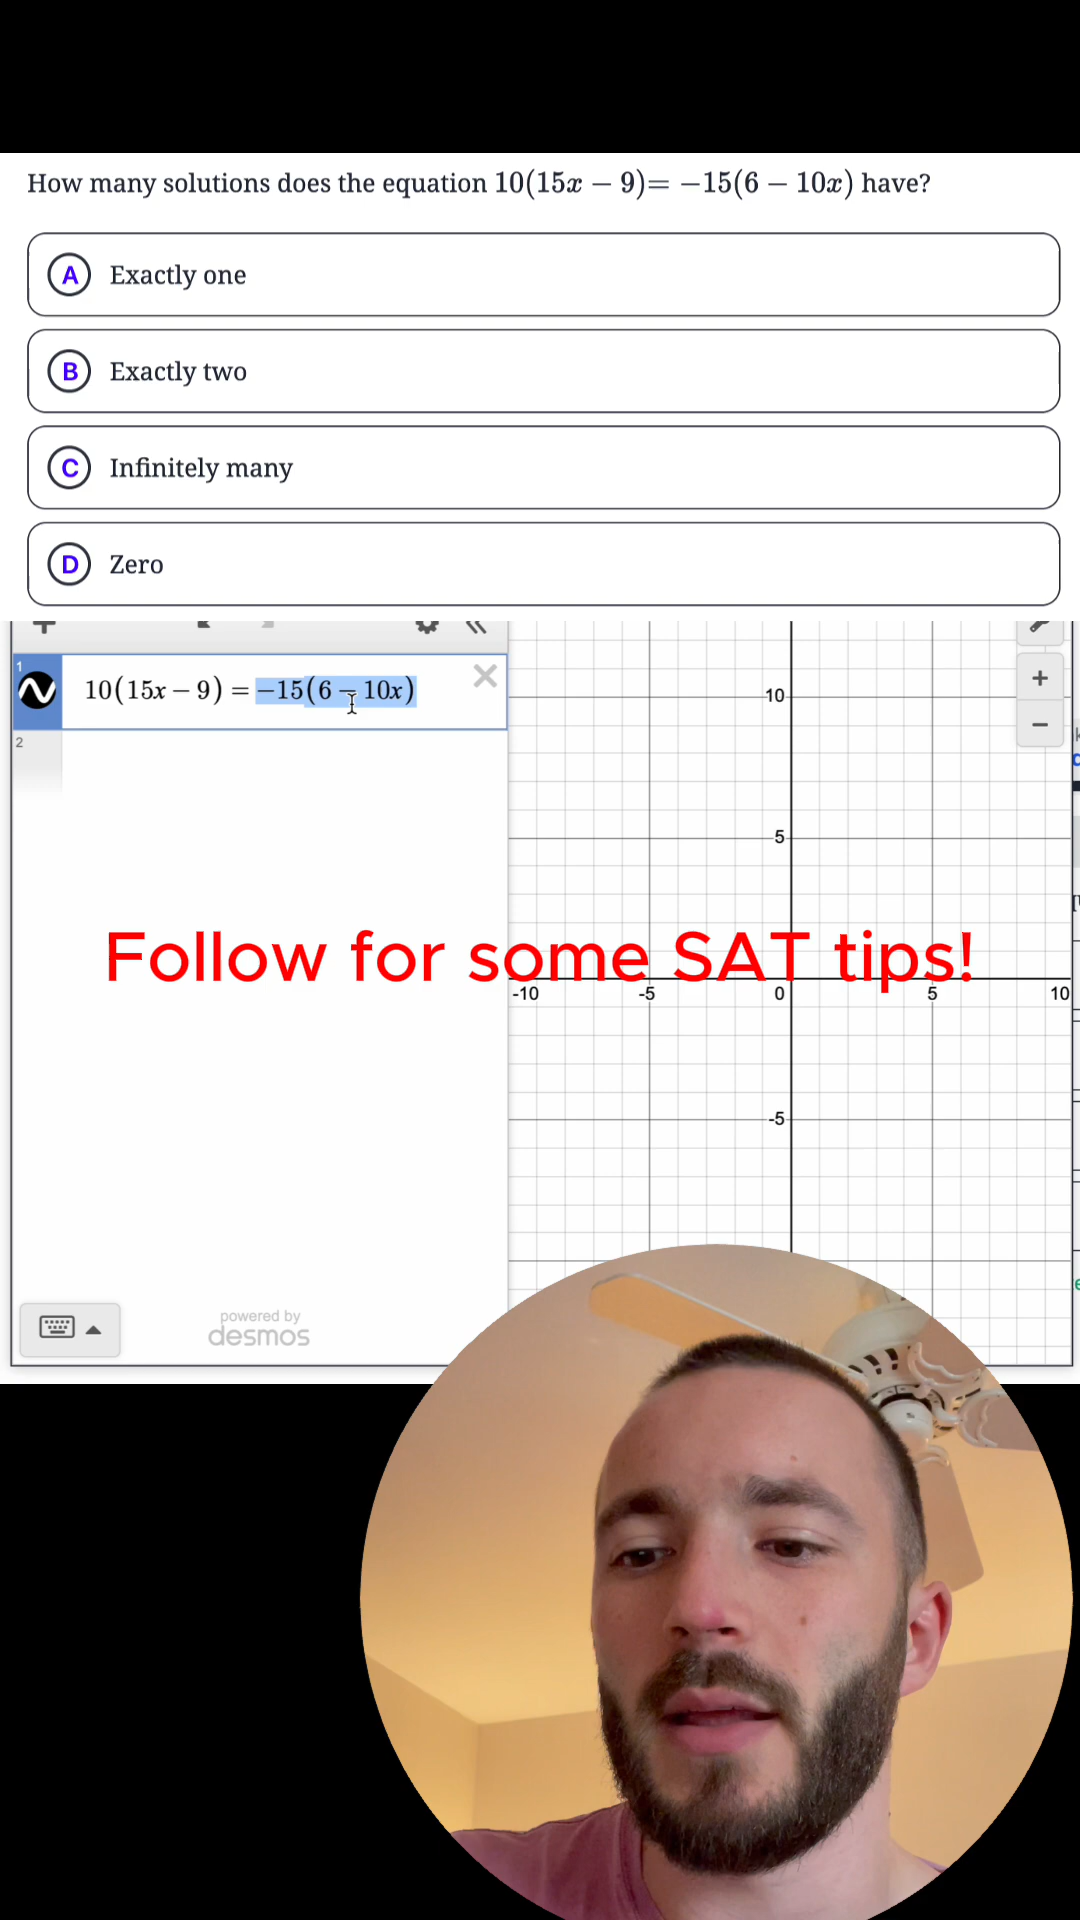 How many solutions does the equation 10(15x − 9)= −15(6 − 10x) have?
A Exactly one
B Exactly two
C Infinitely many
D Zero
1
10(15x − 9) = −15(6 − 10x)
2
10
5
Follow for some SAT tips!
-10 -5 0 5 10
-5
powered by
desmos